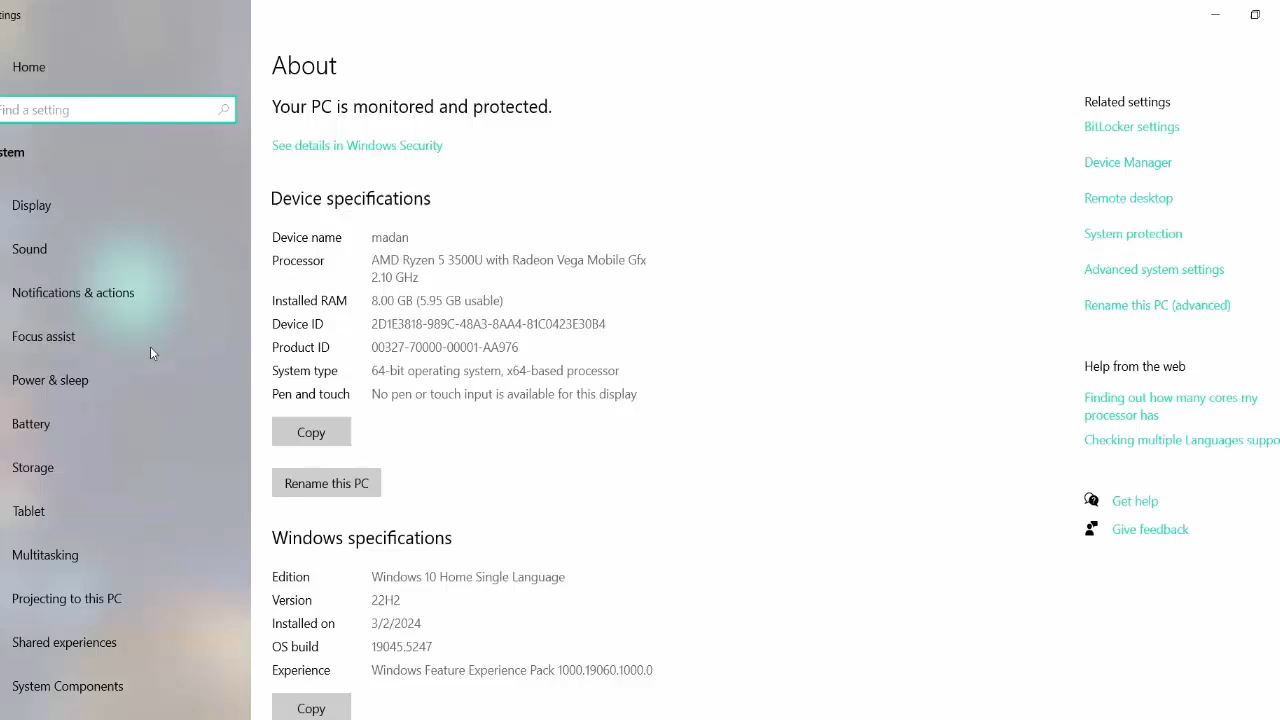 ttings
Home
Find a setting
stem
Display
Sound
Notifications & actions
Focus assist
Power & sleep
Battery
Storage
Tablet
Multitasking
Projecting to this PC
Shared experiences
System Components
About
Your PC is monitored and protected.
See details in Windows Security
Device specifications
Device name madan
Processor AMD Ryzen 5 3500U with Radeon Vega Mobile Gfx
2.10 GHz
Installed RAM 8.00 GB (5.95 GB usable)
Device ID 2D1E3818-989C-48A3-8AA4-81C0423E30B4
Product ID 00327-70000-00001-AA976
System type 64-bit operating system, x64-based processor
Pen and touch No pen or touch input is available for this display
Copy
Rename this PC
Windows specifications
Edition Windows 10 Home Single Language
Version 22H2
Installed on 3/2/2024
OS build 19045.5247
Experience Windows Feature Experience Pack 1000.19060.1000.0
Copy
Related settings
BitLocker settings
Device Manager
Remote desktop
System protection
Advanced system settings
Rename this PC (advanced)
Help from the web
Finding out how many cores my
processor has
Checking multiple Languages suppo
Get help
Give feedback